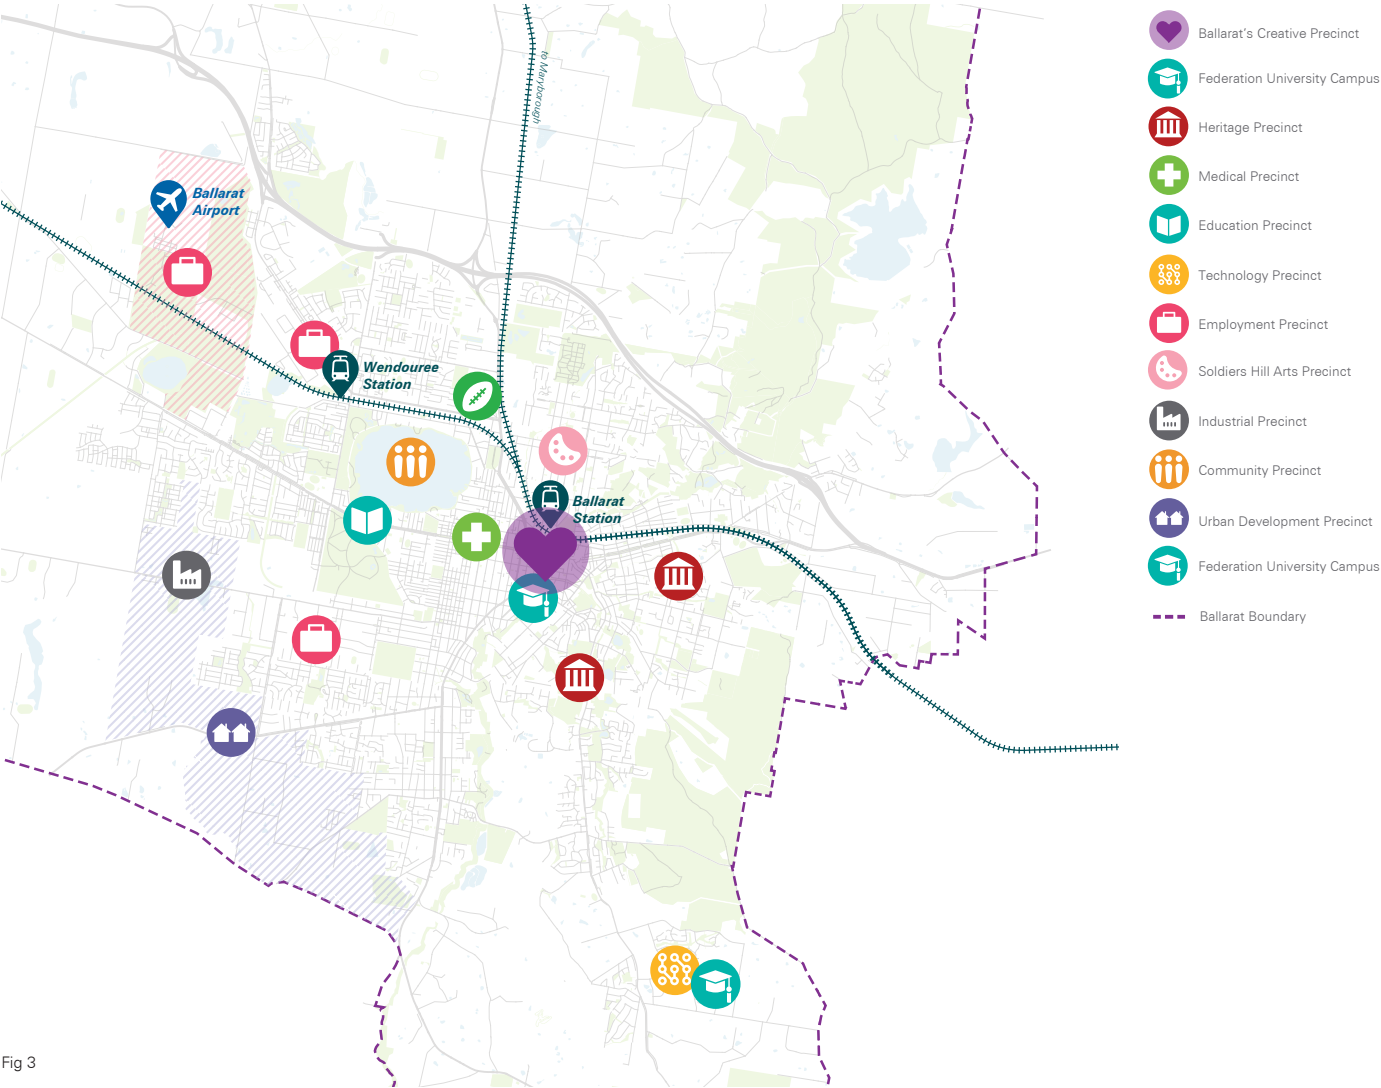 to Maryborough
Ballarat
Airport
Wendouree
Station
Ballarat
Station
Ballarat's Creative Precinct
Federation University Campus
Heritage Precinct
Medical Precinct
Education Precinct
Technology Precinct
Employment Precinct
Soldiers Hill Arts Precinct
Industrial Precinct
Community Precinct
Urban Development Precinct
Federation University Campus
Ballarat Boundary
Fig 3